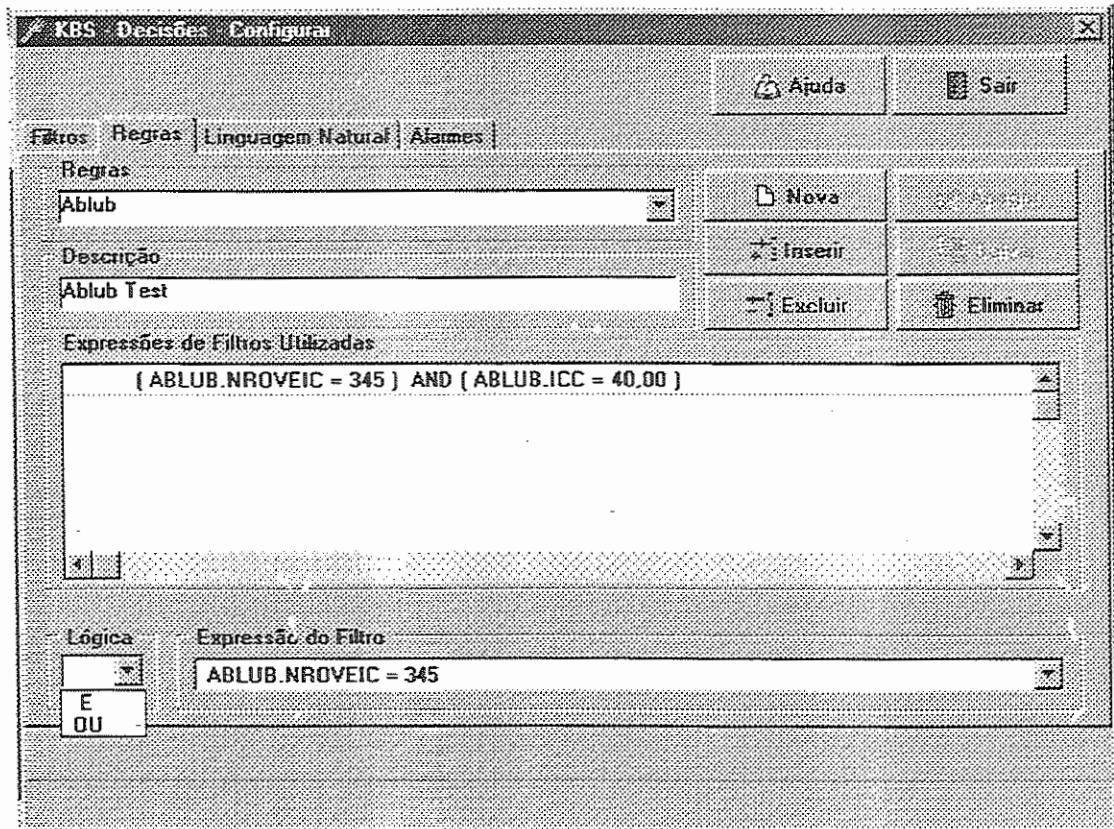 KBS - Decisões - Configurar
Ajuda
Sair
Filtros Regras Linguagem Natural Alarmes
Regras
Ablub
Nova
Descrição
Ablub Test
Inserir
Excluir
Eliminar
Expressões de Filtros Utilizadas
( ABLUB.NROVEIC = 345 ) AND ( ABLUB.ICC = 40,00 )
Lógica
Expressão do Filtro
ABLUB.NROVEIC = 345
E
OU